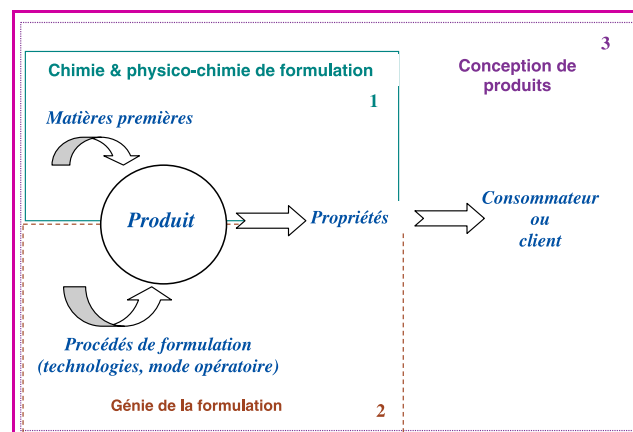 3
Chimie & physico-chimie de formulation
Conception de
produits
1
Matières premières
Consommateur
ou
client
Produit
Propriétés
Procédés de formulation
(technologies, mode opératoire)
Génie de la formulation
2